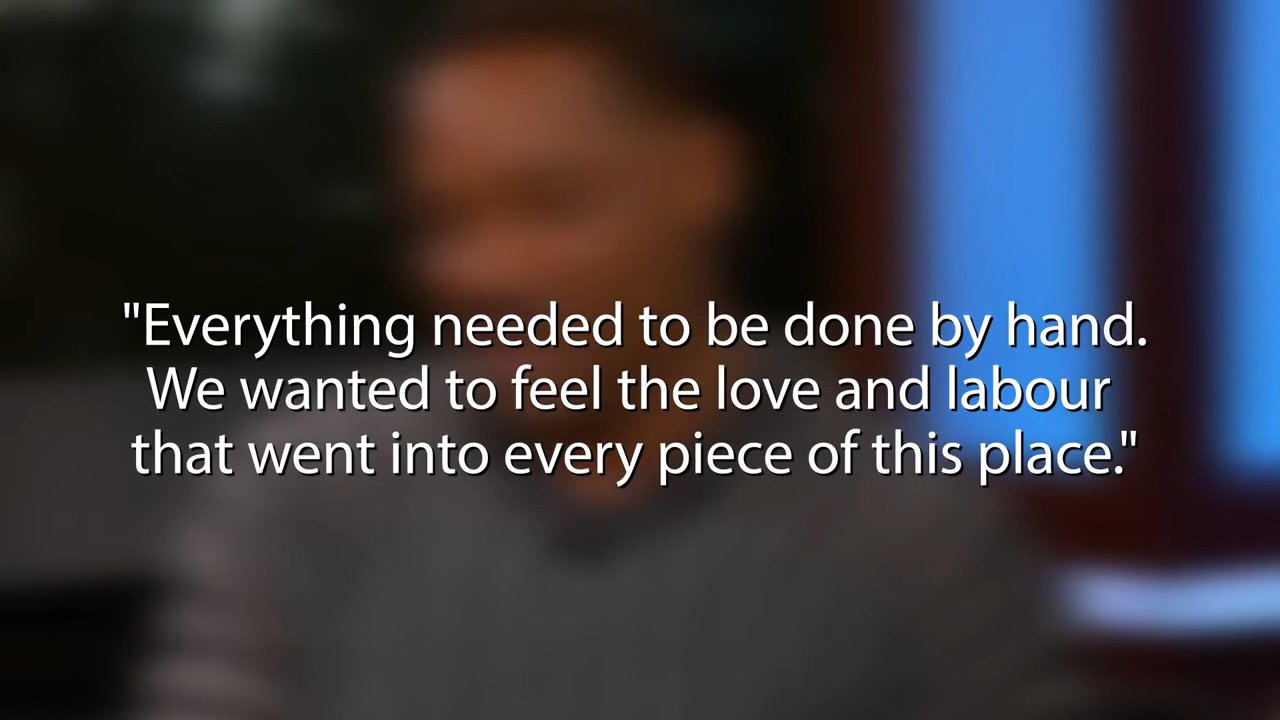 "Everything needed to be done by hand.
We wanted to feel the love and labour
that went into every piece of this place."